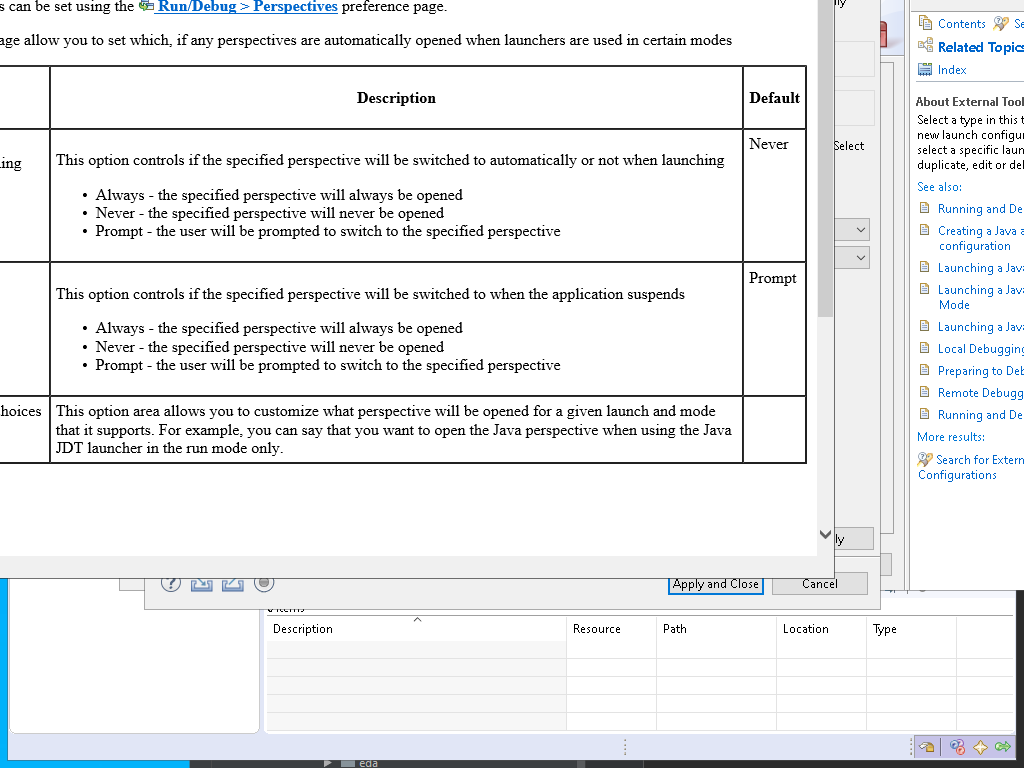 s can be set using the Run/Debug > Perspectives preference page.
age allow you to set which, if any perspectives are automatically opened when launchers are used in certain modes
Description Default
ing
This option controls if the specified perspective will be switched to automatically or not when launching
Never
• Always - the specified perspective will always be opened
• Never - the specified perspective will never be opened
• Prompt - the user will be prompted to switch to the specified perspective
This option controls if the specified perspective will be switched to when the application suspends
Prompt
• Always - the specified perspective will always be opened
• Never - the specified perspective will never be opened
• Prompt - the user will be prompted to switch to the specified perspective
hoices
This option area allows you to customize what perspective will be opened for a given launch and mode
that it supports. For example, you can say that you want to open the Java perspective when using the Java
JDT launcher in the run mode only.
Select
ly
Apply and Close
Cancel
Contents
Se
Related Topics
Index
About External Tool
Select a type in this t
new launch configur
select a specific laun
duplicate, edit or del
See also:
Running and De
Creating a Java a
configuration
Launching a Java
Launching a Java
Mode
Launching a Java
Local Debugging
Preparing to Deb
Remote Debugg
Running and De
More results:
Search for Extern
Configurations
items
Description
Resource
Path
Location
Type
eda